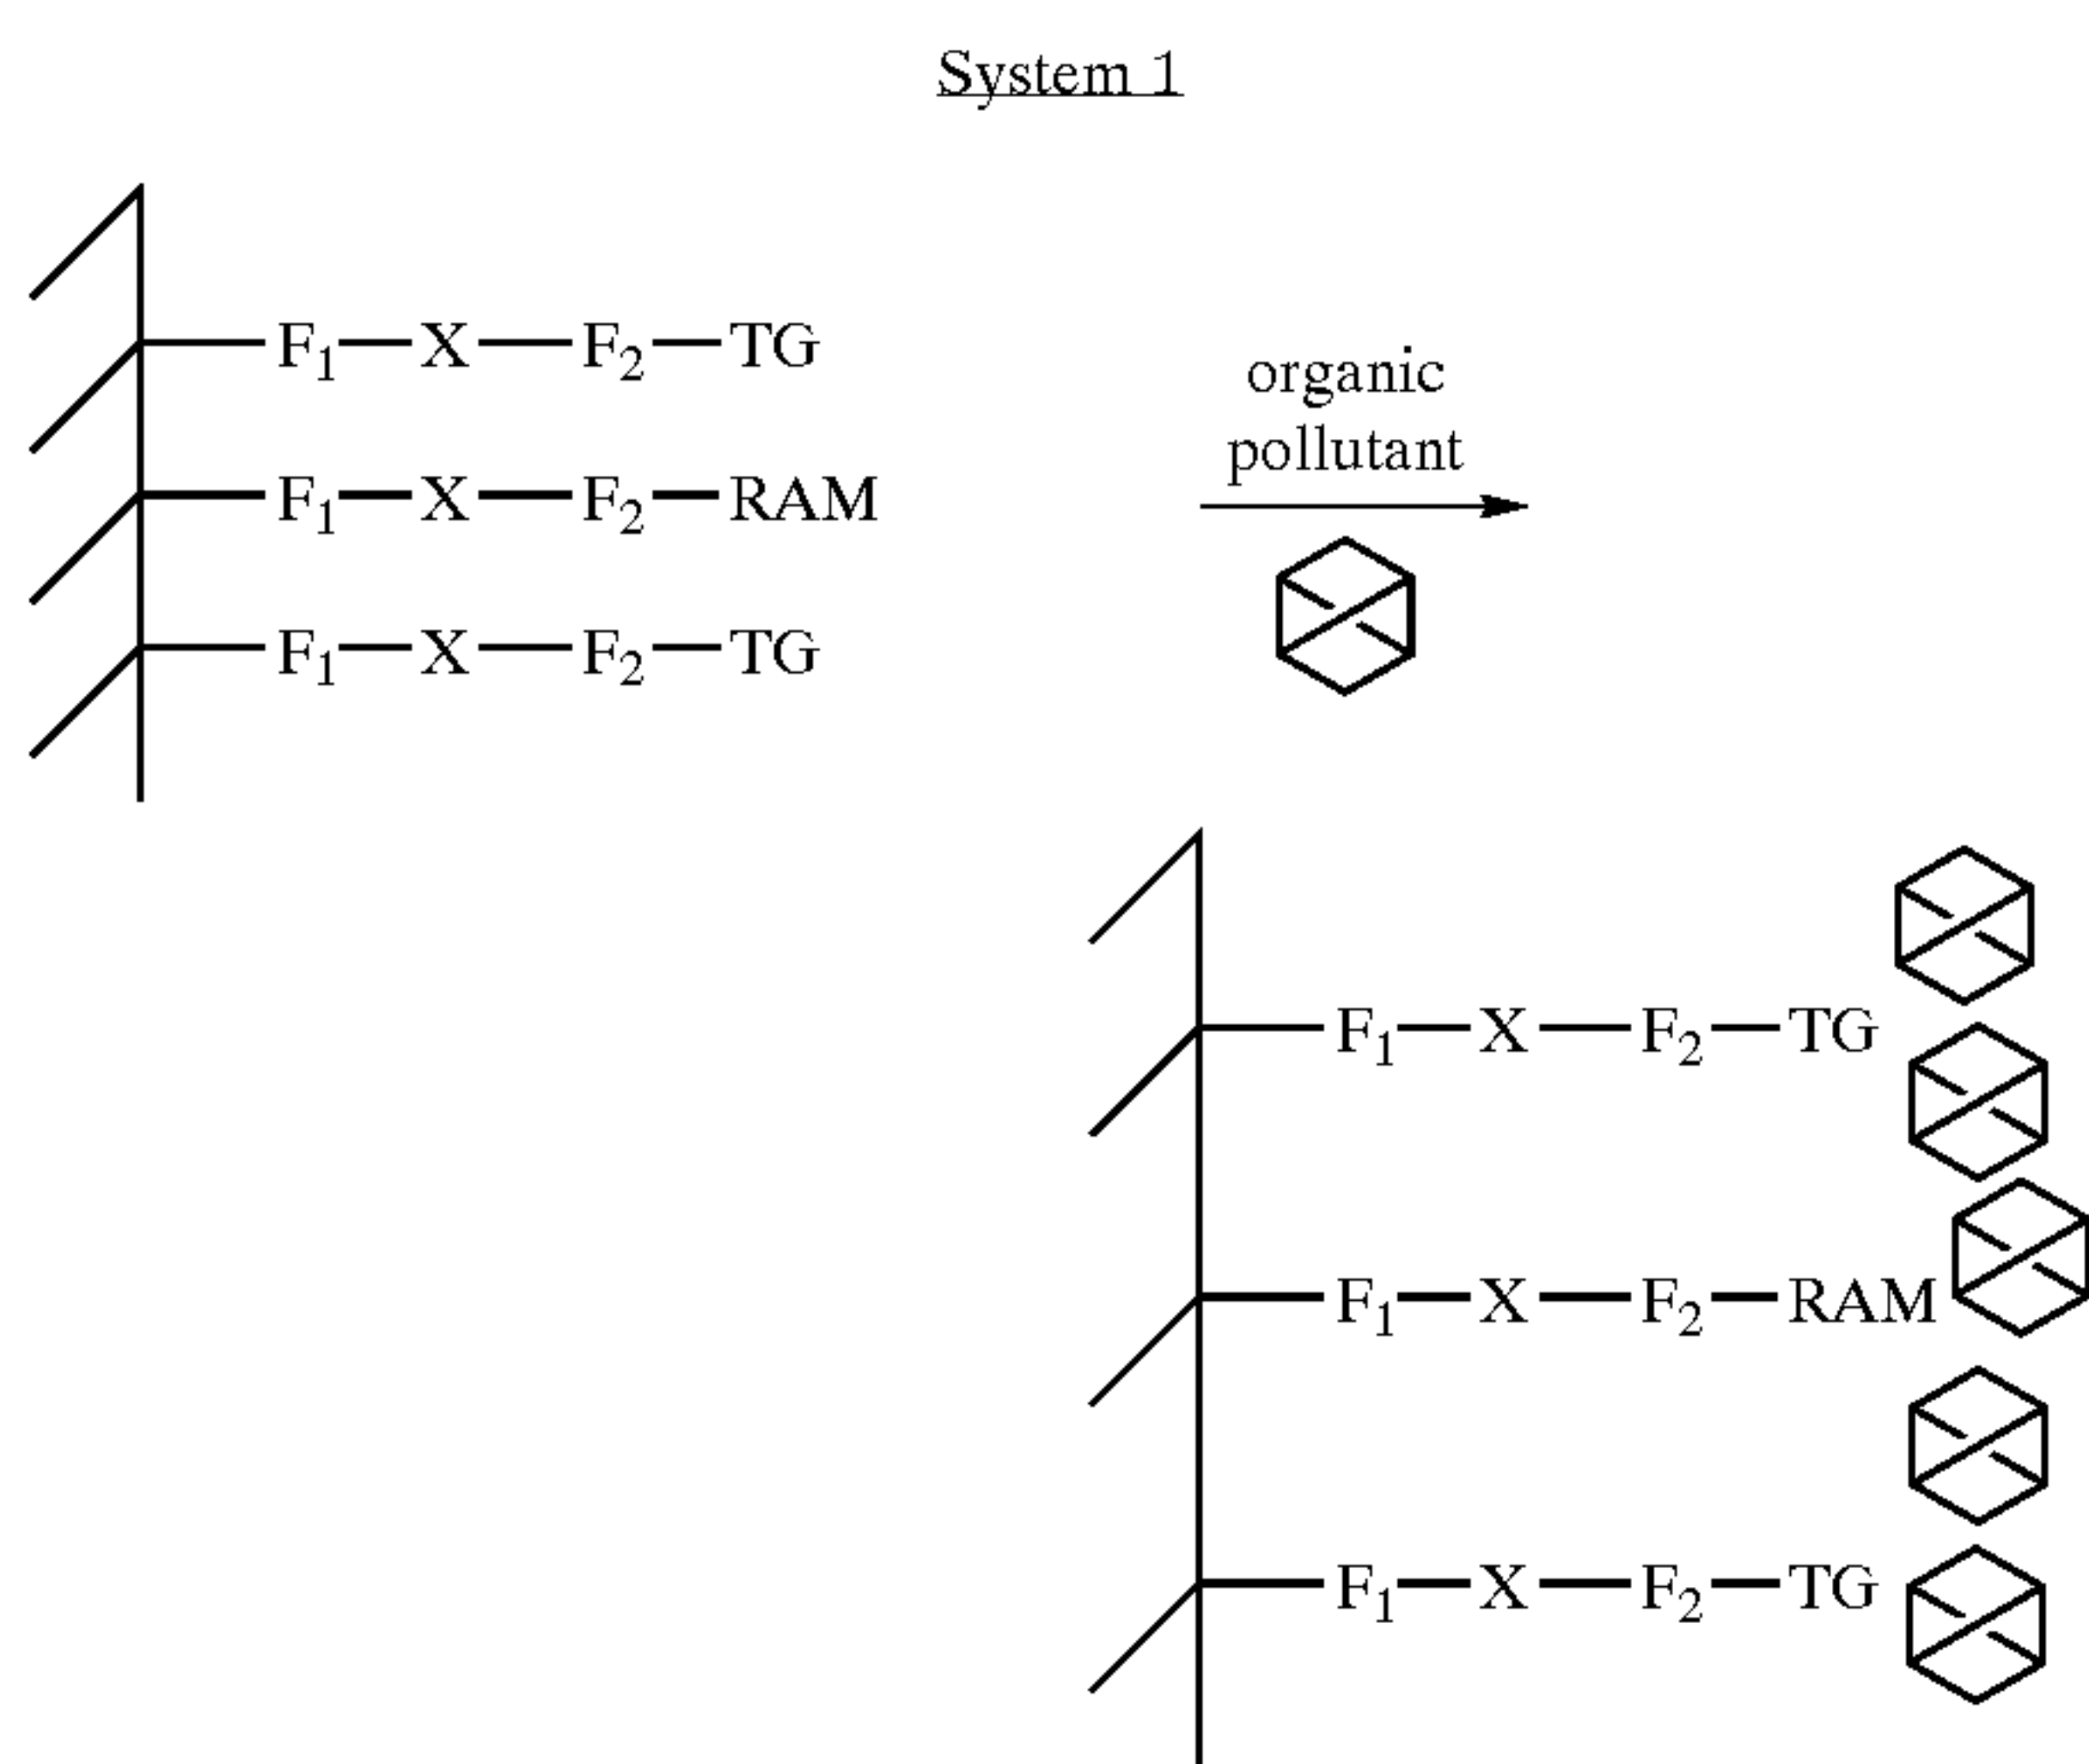 System 1
F₁—X—F₂—TG
F₁—X—F₂—RAM
F₁—X—F₂—TG
organic
pollutant
F₁—X—F₂—TG
F₁—X—F₂—RAM
F₁—X—F₂—TG